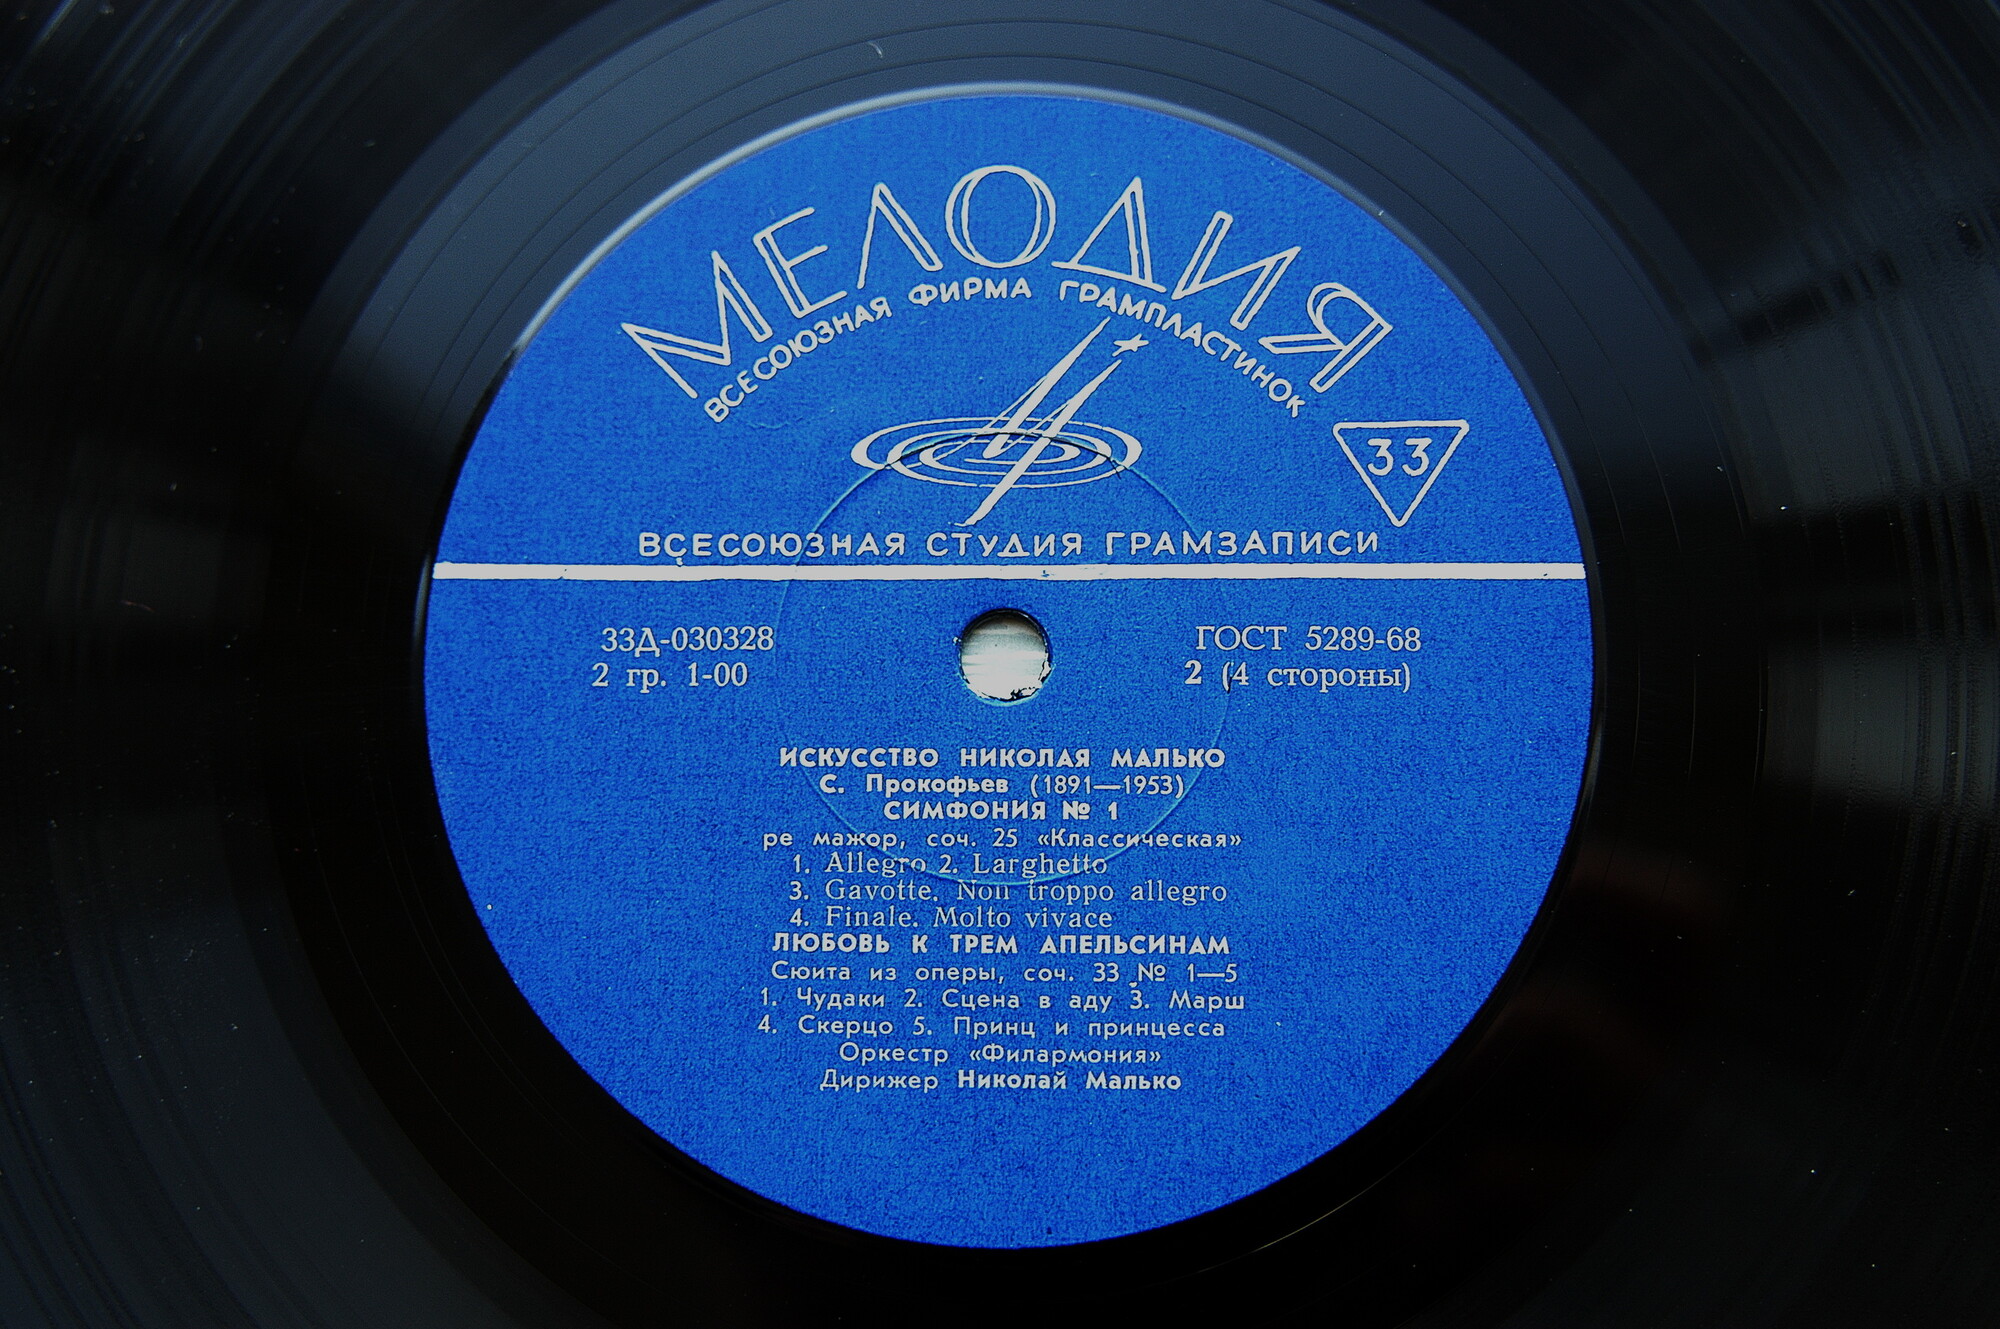 МЕЛОДИЯ
ВСЕСОЮЗНАЯ ФИРМА ГРАМПЛАСТИНОК
33
ВСЕСОЮЗНАЯ СТУДИЯ ГРАМЗАПИСИ
33Д-030328 ГОСТ 5289-68
2 гр. 1-00 2 (4 стороны)
ИСКУССТВО НИКОЛАЯ МАЛЬКО
С. Прокофьев (1891—1953)
СИМФОНИЯ № 1
ре мажор, соч. 25 «Классическая»
1. Allegro 2. Larghetto
3. Gavotte. Non troppo allegro
4. Finale. Molto vivace
ЛЮБОВЬ К ТРЕМ АПЕЛЬСИНАМ
Сюита из оперы, соч. 33 № 1—5
1. Чудаки 2. Сцена в аду 3. Марш
4. Скерцо 5. Принц и принцесса
Оркестр «Филармония»
Дирижер Николай Малько